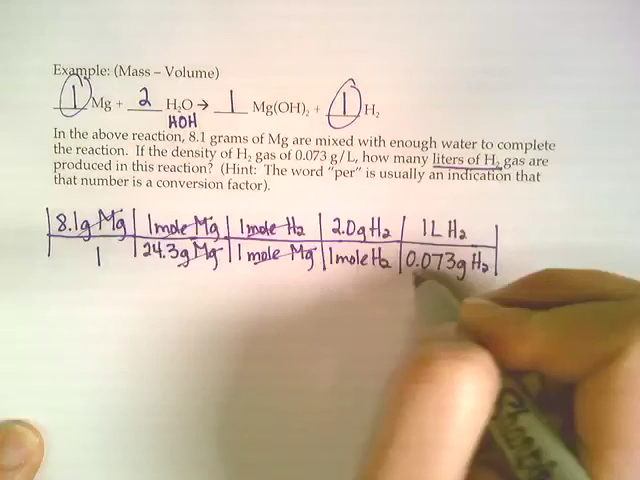 Example: (Mass – Volume)
1 Mg + 2 H₂O → 1 Mg(OH)₂ + 1 H₂
HOH
In the above reaction, 8.1 grams of Mg are mixed with enough water to complete
the reaction. If the density of H₂ gas of 0.073 g/L, how many liters of H₂ gas are
produced in this reaction? (Hint: The word "per" is usually an indication that
that number is a conversion factor).
8.1g Mg | 1mole Mg | 1mole H₂ | 2.0g H₂ | 1L H₂
1 | 24.3g Mg | 1 mole Mg | 1mole H₂ | 0.073g H₂
Sharpie